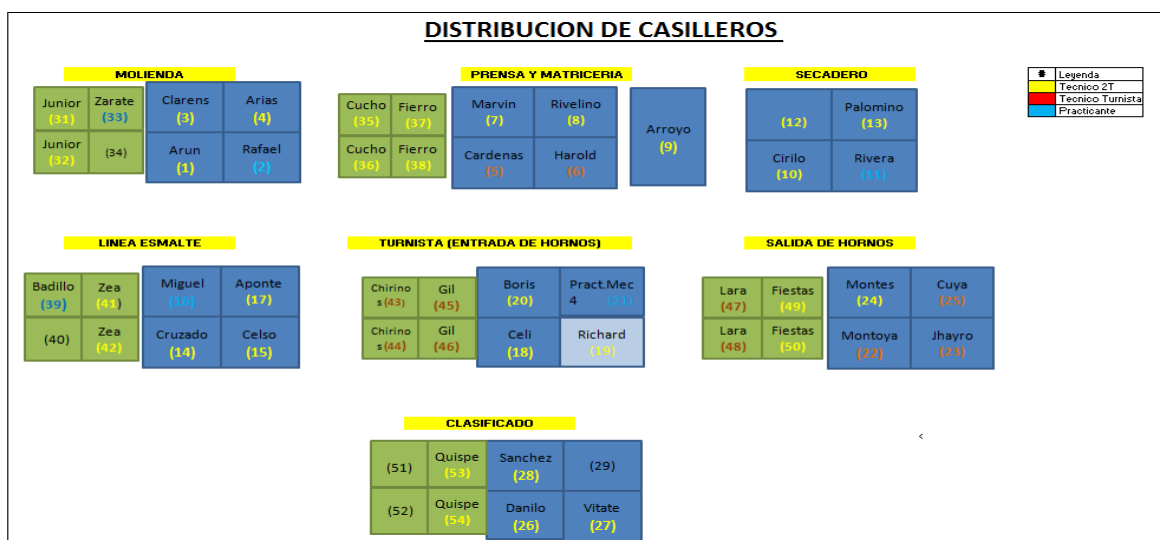 DISTRIBUCION DE CASILLEROS
MOLIENDA
Junior
(31)
Zarate
(33)
Clarens
(3)
Arias
(4)
Junior
(32)
(34)
Arun
(1)
Rafael
(2)
PRENSA Y MATRICERIA
Cucho
(35)
Fierro
(37)
Marvin
(7)
Rivelino
(8)
Arroyo
(9)
Cucho
(36)
Fierro
(38)
Cardenas
(5)
Harold
(6)
SECADERO
(12)
Palomino
(13)
Cirilo
(10)
Rivera
(11)
# Leyenda
Tecnico 2T
Tecnico Turnista
Practicante
LINEA ESMALTE
Badillo
(39)
Zea
(41)
Miguel
(16)
Aponte
(17)
(40)
Zea
(42)
Cruzado
(14)
Celso
(15)
TURNISTA (ENTRADA DE HORNOS)
Chirino
s(43)
Gil
(45)
Boris
(20)
Pract.Mec
4 (21)
Chirino
s(44)
Gil
(46)
Celi
(18)
Richard
(19)
SALIDA DE HORNOS
Lara
(47)
Fiestas
(49)
Montes
(24)
Cuya
(25)
Lara
(48)
Fiestas
(50)
Montoya
(22)
Jhayro
(23)
CLASIFICADO
(51)
Quispe
(53)
Sanchez
(28)
(29)
(52)
Quispe
(54)
Danilo
(26)
Vitate
(27)
<